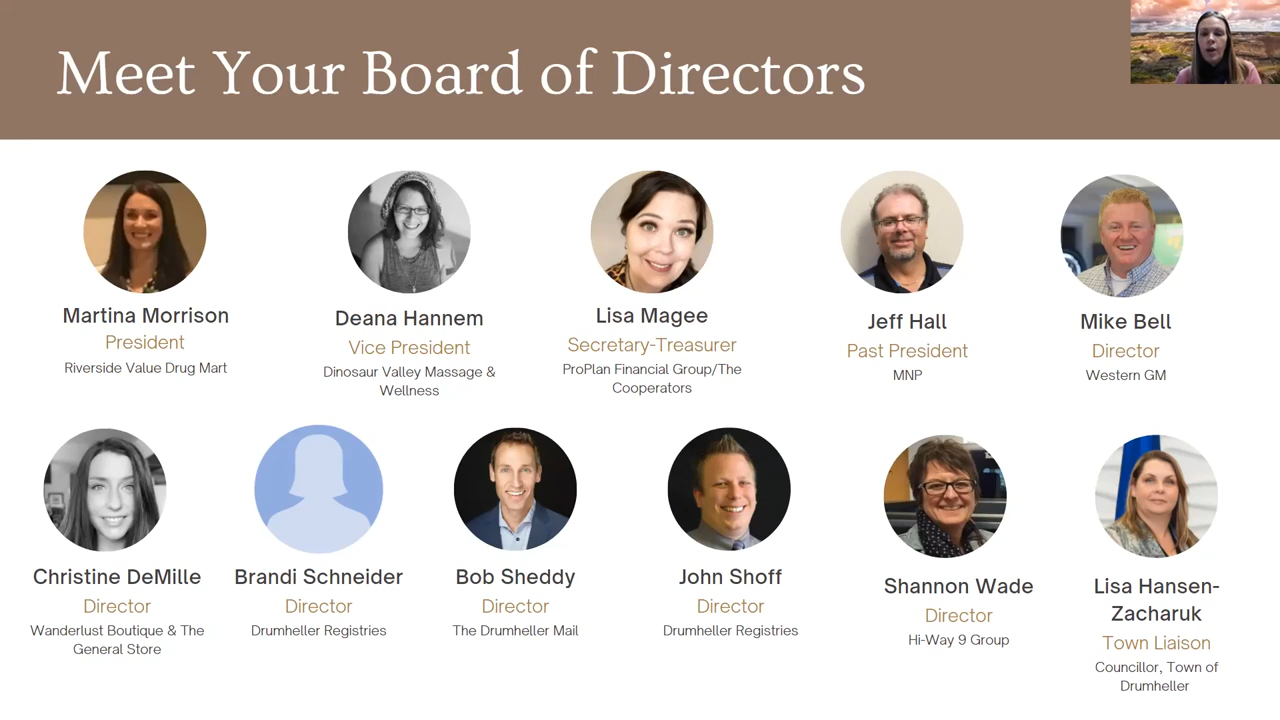 Meet Your Board of Directors
Martina Morrison
President
Riverside Value Drug Mart
Deana Hannem
Vice President
Dinosaur Valley Massage &
Wellness
Lisa Magee
Secretary-Treasurer
ProPlan Financial Group/The
Cooperators
Jeff Hall
Past President
MNP
Mike Bell
Director
Western GM
Christine DeMille
Director
Wanderlust Boutique & The
General Store
Brandi Schneider
Director
Drumheller Registries
Bob Sheddy
Director
The Drumheller Mail
John Shoff
Director
Drumheller Registries
Shannon Wade
Director
Hi-Way 9 Group
Lisa Hansen-
Zacharuk
Town Liaison
Councillor, Town of
Drumheller